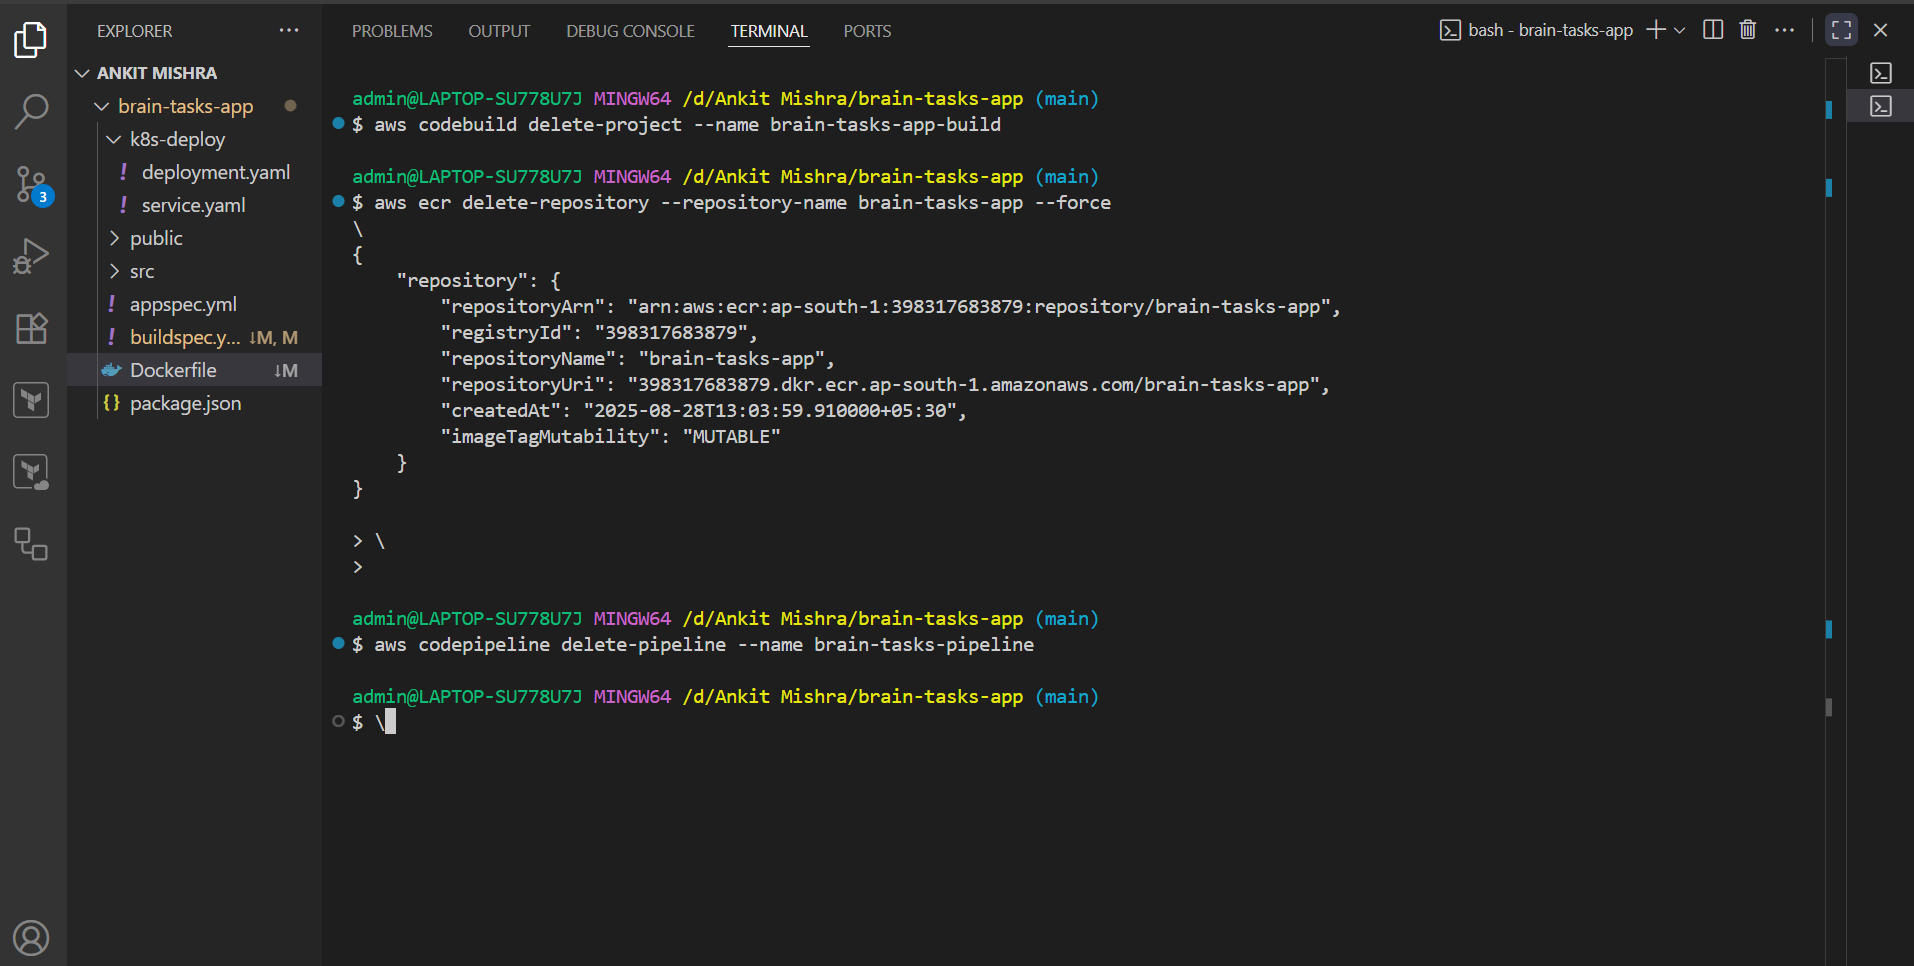 EXPLORER
ANKIT MISHRA
brain-tasks-app
k8s-deploy
! deployment.yaml
! service.yaml
public
src
! appspec.yml
! buildspec.y... ↓M, M
Dockerfile ↓M
{} package.json
3
PROBLEMS OUTPUT DEBUG CONSOLE TERMINAL PORTS
bash - brain-tasks-app
admin@LAPTOP-SU778U7J MINGW64 /d/Ankit Mishra/brain-tasks-app (main)
$ aws codebuild delete-project --name brain-tasks-app-build
admin@LAPTOP-SU778U7J MINGW64 /d/Ankit Mishra/brain-tasks-app (main)
$ aws ecr delete-repository --repository-name brain-tasks-app --force
\
{
    "repository": {
        "repositoryArn": "arn:aws:ecr:ap-south-1:398317683879:repository/brain-tasks-app",
        "registryId": "398317683879",
        "repositoryName": "brain-tasks-app",
        "repositoryUri": "398317683879.dkr.ecr.ap-south-1.amazonaws.com/brain-tasks-app",
        "createdAt": "2025-08-28T13:03:59.910000+05:30",
        "imageTagMutability": "MUTABLE"
    }
}
> \
>
admin@LAPTOP-SU778U7J MINGW64 /d/Ankit Mishra/brain-tasks-app (main)
$ aws codepipeline delete-pipeline --name brain-tasks-pipeline
admin@LAPTOP-SU778U7J MINGW64 /d/Ankit Mishra/brain-tasks-app (main)
$ \